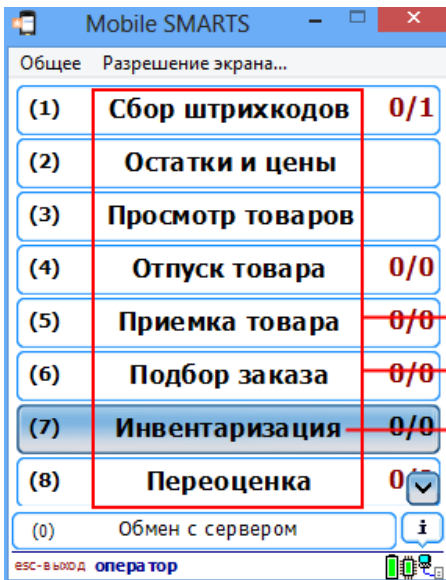 Mobile SMARTS
Общее Разрешение экрана...
(1) Сбор штрихкодов 0/1
(2) Остатки и цены
(3) Просмотр товаров
(4) Отпуск товара 0/0
(5) Приемка товара 0/0
(6) Подбор заказа 0/0
(7) Инвентаризация 0/0
(8) Переоценка
(0) Обмен с сервером i
esc-выход оператор